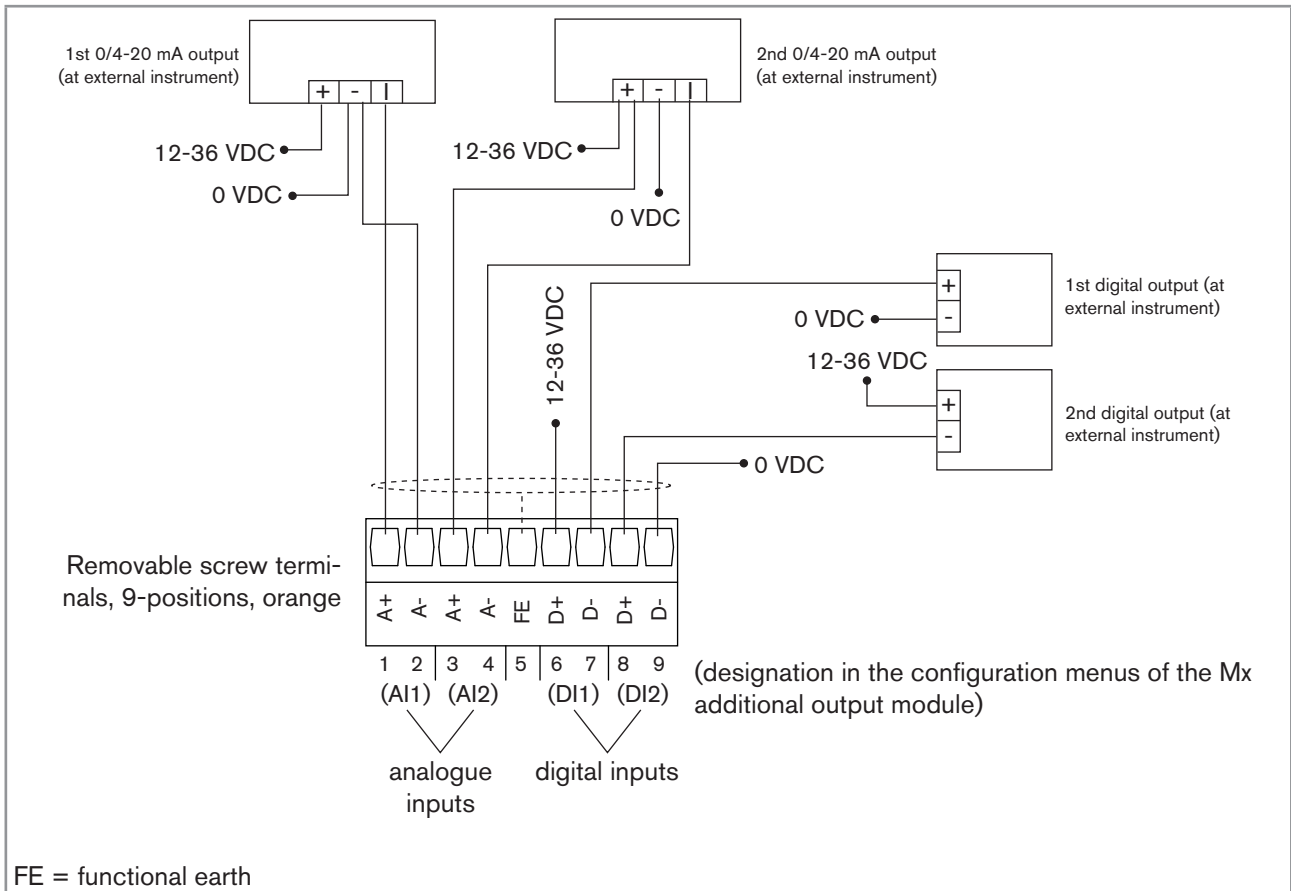 1st 0/4-20 mA output
(at external instrument)
+ - I
12-36 VDC
0 VDC
2nd 0/4-20 mA output
(at external instrument)
+ - I
12-36 VDC
0 VDC
12-36 VDC
1st digital output (at
external instrument)
+
-
0 VDC
12-36 VDC
2nd digital output (at
external instrument)
+
-
0 VDC
Removable screw termi-
nals, 9-positions, orange
A+ A- A+ A- FE D+ D- D+ D-
1 2 3 4 5 6 7 8 9
(AI1) (AI2) (DI1) (DI2)
(designation in the configuration menus of the Mx
additional output module)
analogue
inputs
digital inputs
FE = functional earth